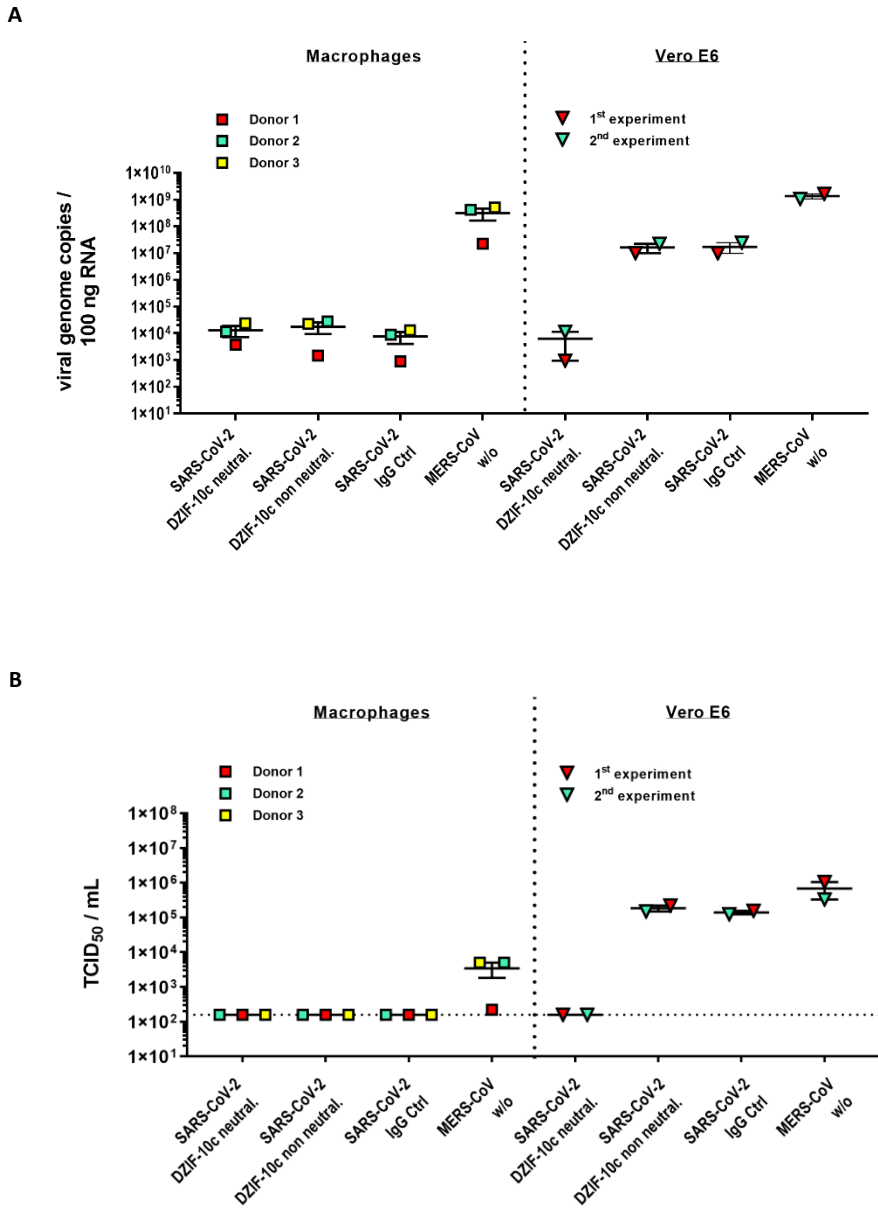 A
Macrophages
Vero E6
Donor 1
Donor 2
Donor 3
1st experiment
2nd experiment
viral genome copies /
100 ng RNA
1×10^10
1×10^9
1×10^8
1×10^7
1×10^6
1×10^5
1×10^4
1×10^3
1×10^2
1×10^1
SARS-CoV-2
DZIF-10c neutral.
SARS-CoV-2
DZIF-10c non neutral.
SARS-CoV-2
IgG Ctrl
MERS-CoV
w/o
SARS-CoV-2
DZIF-10c neutral.
SARS-CoV-2
DZIF-10c non neutral.
SARS-CoV-2
IgG Ctrl
MERS-CoV
w/o
B
Macrophages
Vero E6
Donor 1
Donor 2
Donor 3
1st experiment
2nd experiment
TCID50 / mL
1×10^8
1×10^7
1×10^6
1×10^5
1×10^4
1×10^3
1×10^2
1×10^1
SARS-CoV-2
DZIF-10c neutral.
SARS-CoV-2
DZIF-10c non neutral.
SARS-CoV-2
IgG Ctrl
MERS-CoV
w/o
SARS-CoV-2
DZIF-10c neutral.
SARS-CoV-2
DZIF-10c non neutral.
SARS-CoV-2
IgG Ctrl
MERS-CoV
w/o